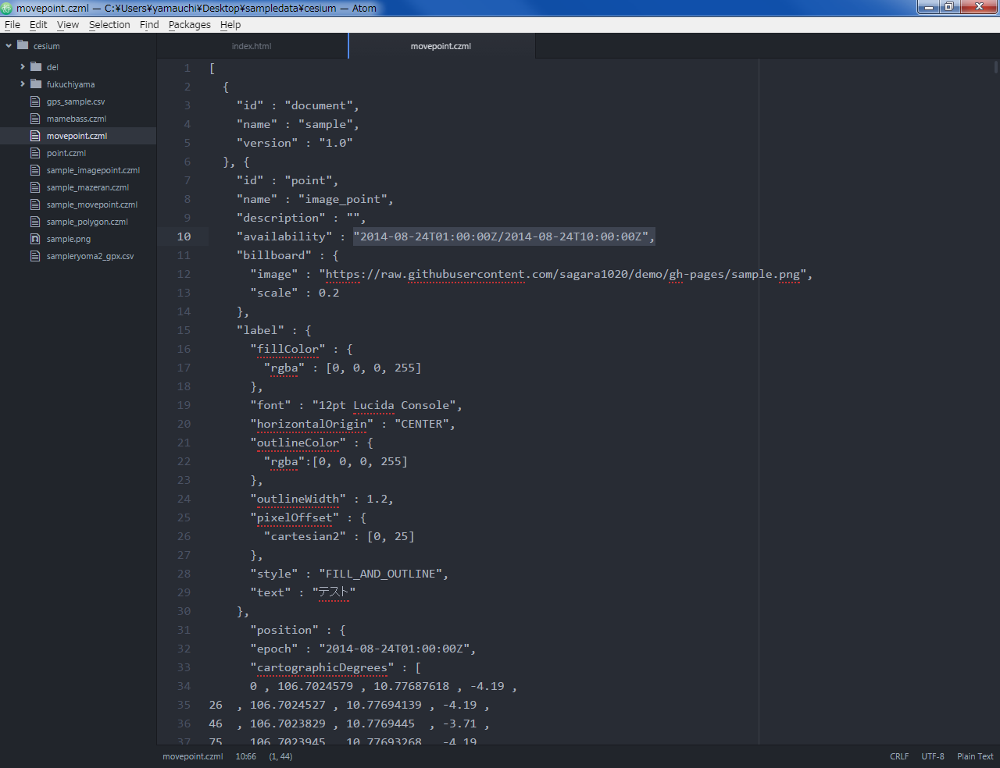 movepoint.czml — C:¥Users¥yamauchi¥Desktop¥sampledata¥cesium — Atom
File Edit View Selection Find Packages Help
cesium
del
fukuchiyama
gps_sample.csv
mamebass.czml
movepoint.czml
point.czml
sample_imagepoint.czml
sample_mazeran.czml
sample_movepoint.czml
sample_polygon.czml
sample.png
sampleryoma2_gpx.csv
index.html movepoint.czml
1 [
2 {
3 "id" : "document",
4 "name" : "sample",
5 "version" : "1.0"
6 }, {
7 "id" : "point",
8 "name" : "image_point",
9 "description" : "",
10 "availability" : "2014-08-24T01:00:00Z/2014-08-24T10:00:00Z",
11 "billboard" : {
12 "image" : "https://raw.githubusercontent.com/sagara1020/demo/gh-pages/sample.png",
13 "scale" : 0.2
14 },
15 "label" : {
16 "fillColor" : {
17 "rgba" : [0, 0, 0, 255]
18 },
19 "font" : "12pt Lucida Console",
20 "horizontalOrigin" : "CENTER",
21 "outlineColor" : {
22 "rgba":[0, 0, 0, 255]
23 },
24 "outlineWidth" : 1.2,
25 "pixelOffset" : {
26 "cartesian2" : [0, 25]
27 },
28 "style" : "FILL_AND_OUTLINE",
29 "text" : "テスト"
30 },
31 "position" : {
32 "epoch" : "2014-08-24T01:00:00Z",
33 "cartographicDegrees" : [
34 0 , 106.7024579 , 10.77687618 , -4.19 ,
35 26 , 106.7024527 , 10.77694139 , -4.19 ,
36 46 , 106.7023829 , 10.7769445 , -3.71 ,
37 75 , 106.7023945 , 10.77693268 , -4.19
movepoint.czml 10:66 (1, 44) CRLF UTF-8 Plain Text